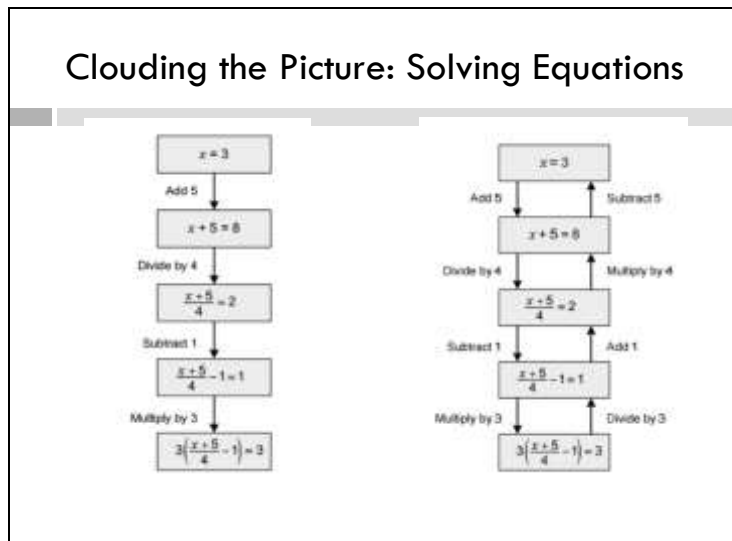 Clouding the Picture: Solving Equations
x = 3
Add 5
x + 5 = 8
Divide by 4
(x + 5)/4 = 2
Subtract 1
(x + 5)/4 − 1 = 1
Multiply by 3
3((x + 5)/4 − 1) = 3
x = 3
Add 5 Subtract 5
x + 5 = 8
Divide by 4 Multiply by 4
(x + 5)/4 = 2
Subtract 1 Add 1
(x + 5)/4 − 1 = 1
Multiply by 3 Divide by 3
3((x + 5)/4 − 1) = 3